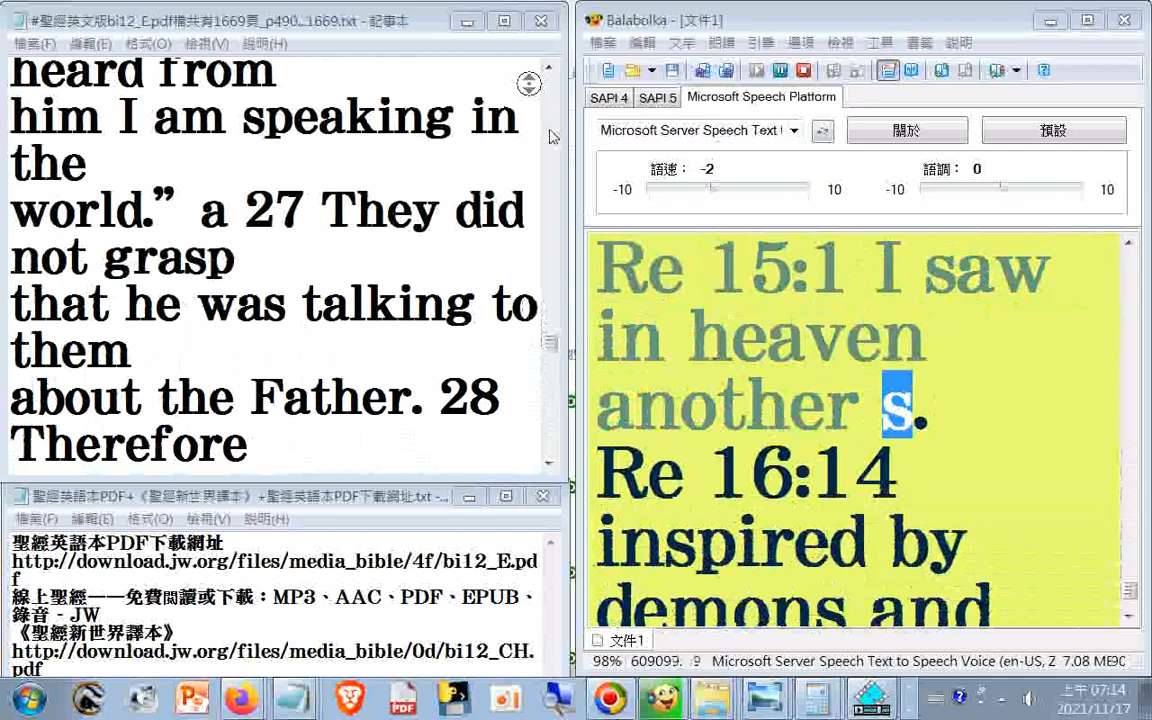 #聖經英文版bi12_E.pdf檔共有1669頁_p490...1669.txt - 記事本
檔案(F) 編輯(E) 格式(O) 檢視(V) 說明(H)
heard from
him I am speaking in
the
world.” a 27 They did
not grasp
that he was talking to
them
about the Father. 28
Therefore
聖經英語本PDF+《聖經新世界譯本》+聖經英語本PDF下載網址.txt -...
檔案(F) 編輯(E) 格式(O) 檢視(V) 說明(H)
聖經英語本PDF下載網址
http://download.jw.org/files/media_bible/4f/bi12_E.pd
f
線上聖經——免費閱讀或下載：MP3、AAC、PDF、EPUB、
錄音 - JW
《聖經新世界譯本》
http://download.jw.org/files/media_bible/0d/bi12_CH.
pdf
Balabolka - [文件1]
檔案 編輯 文字 朗讀 引擎 選項 檢視 工具 書籤 說明
SAPI 4 SAPI 5 Microsoft Speech Platform
Microsoft Server Speech Text 關於 預設
語速： -2 語調： 0
-10 10 -10 10
Re 15:1 I saw
in heaven
another s.
Re 16:14
inspired by
demons and
文件1
98% Microsoft Server Speech Text to Speech Voice (en-US, Z
PDF
上午 07:14
2021/11/17